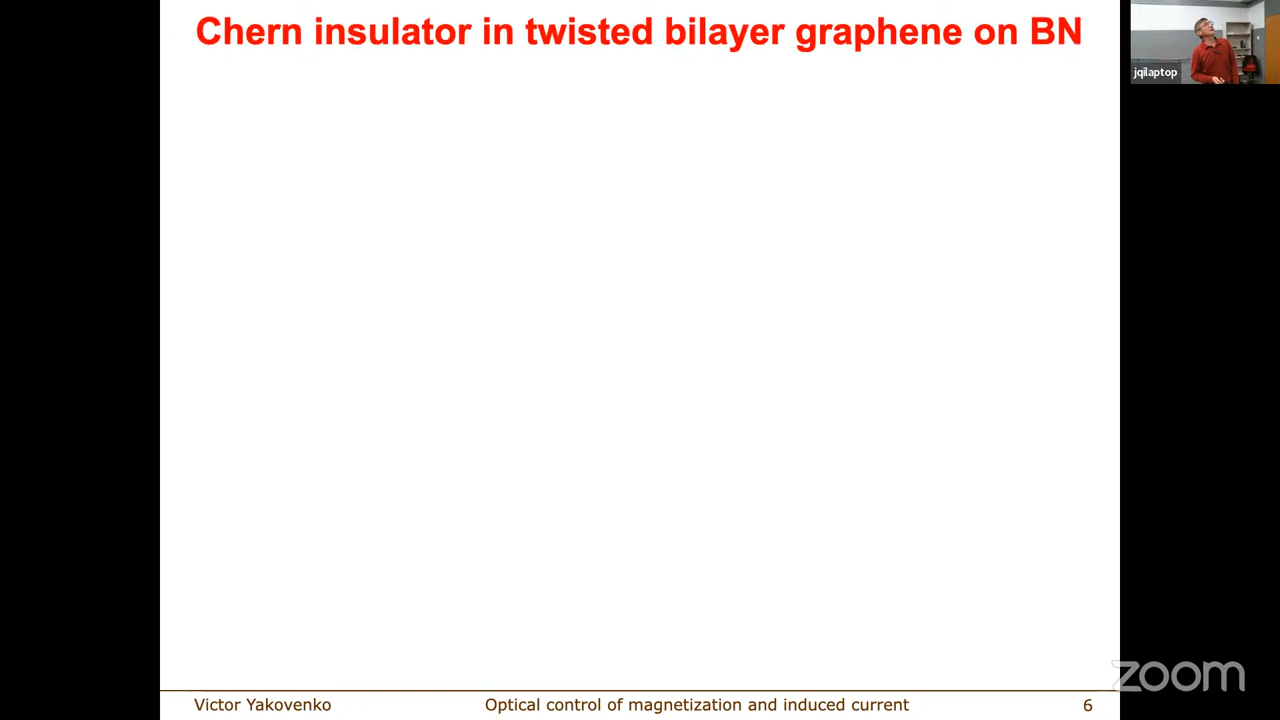 Chern insulator in twisted bilayer graphene on BN
jqilaptop
zoom
Victor Yakovenko Optical control of magnetization and induced current 6